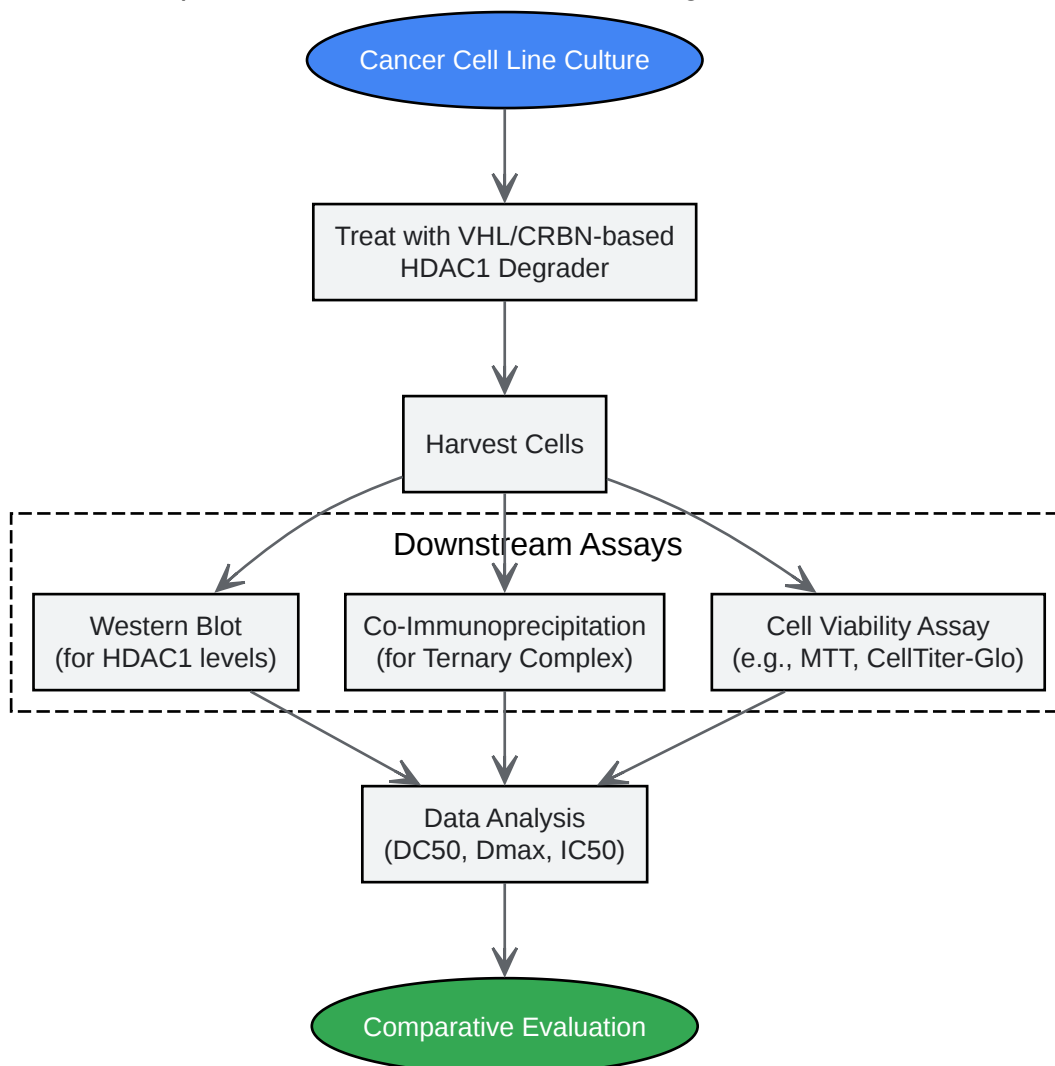 Cancer Cell Line Culture
Treat with VHL/CRBN-based
HDAC1 Degrader
Harvest Cells
Downstream Assays
Western Blot
(for HDAC1 levels)
Co-Immunoprecipitation
(for Ternary Complex)
Cell Viability Assay
(e.g., MTT, CellTiter-Glo)
Data Analysis
(DC50, Dmax, IC50)
Comparative Evaluation